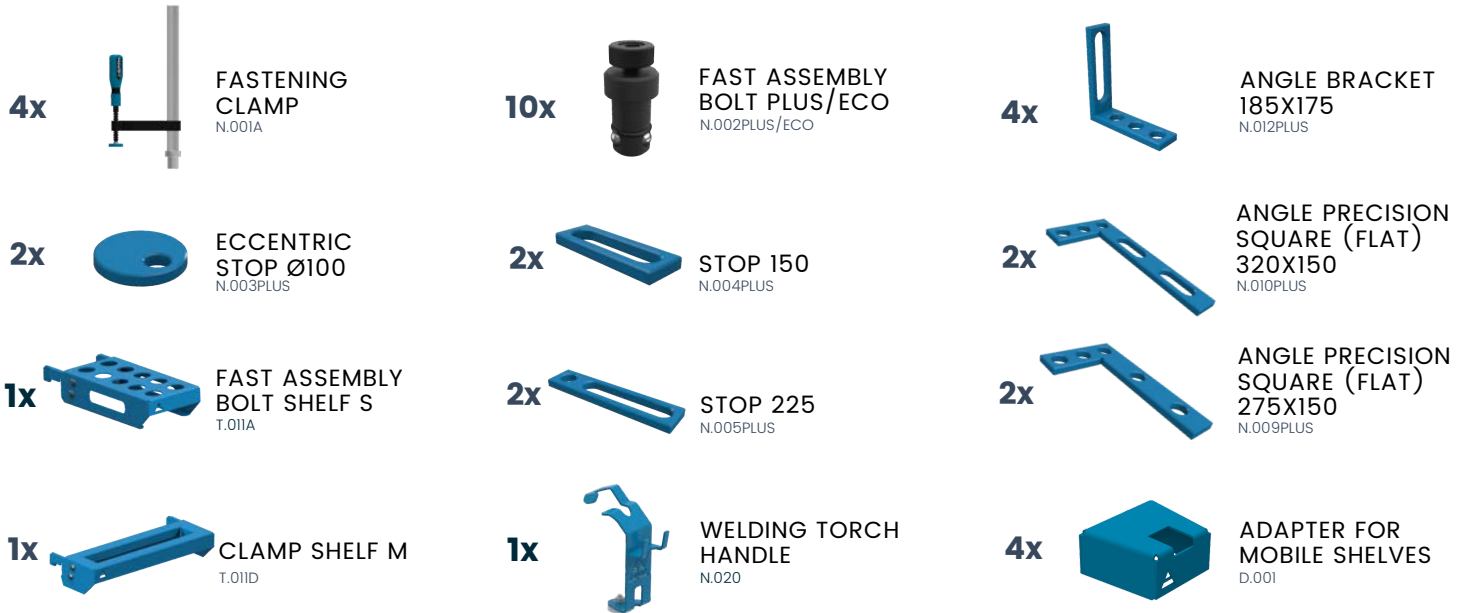 4x
FASTENING
CLAMP
N.001A
10x
FAST ASSEMBLY
BOLT PLUS/ECO
N.002PLUS/ECO
4x
ANGLE BRACKET
185X175
N.012PLUS
2x
ECCENTRIC
STOP Ø100
N.003PLUS
2x
STOP 150
N.004PLUS
2x
ANGLE PRECISION
SQUARE (FLAT)
320X150
N.010PLUS
1x
FAST ASSEMBLY
BOLT SHELF S
T.011A
2x
STOP 225
N.005PLUS
2x
ANGLE PRECISION
SQUARE (FLAT)
275X150
N.009PLUS
1x
CLAMP SHELF M
T.011D
1x
WELDING TORCH
HANDLE
N.020
4x
ADAPTER FOR
MOBILE SHELVES
D.001